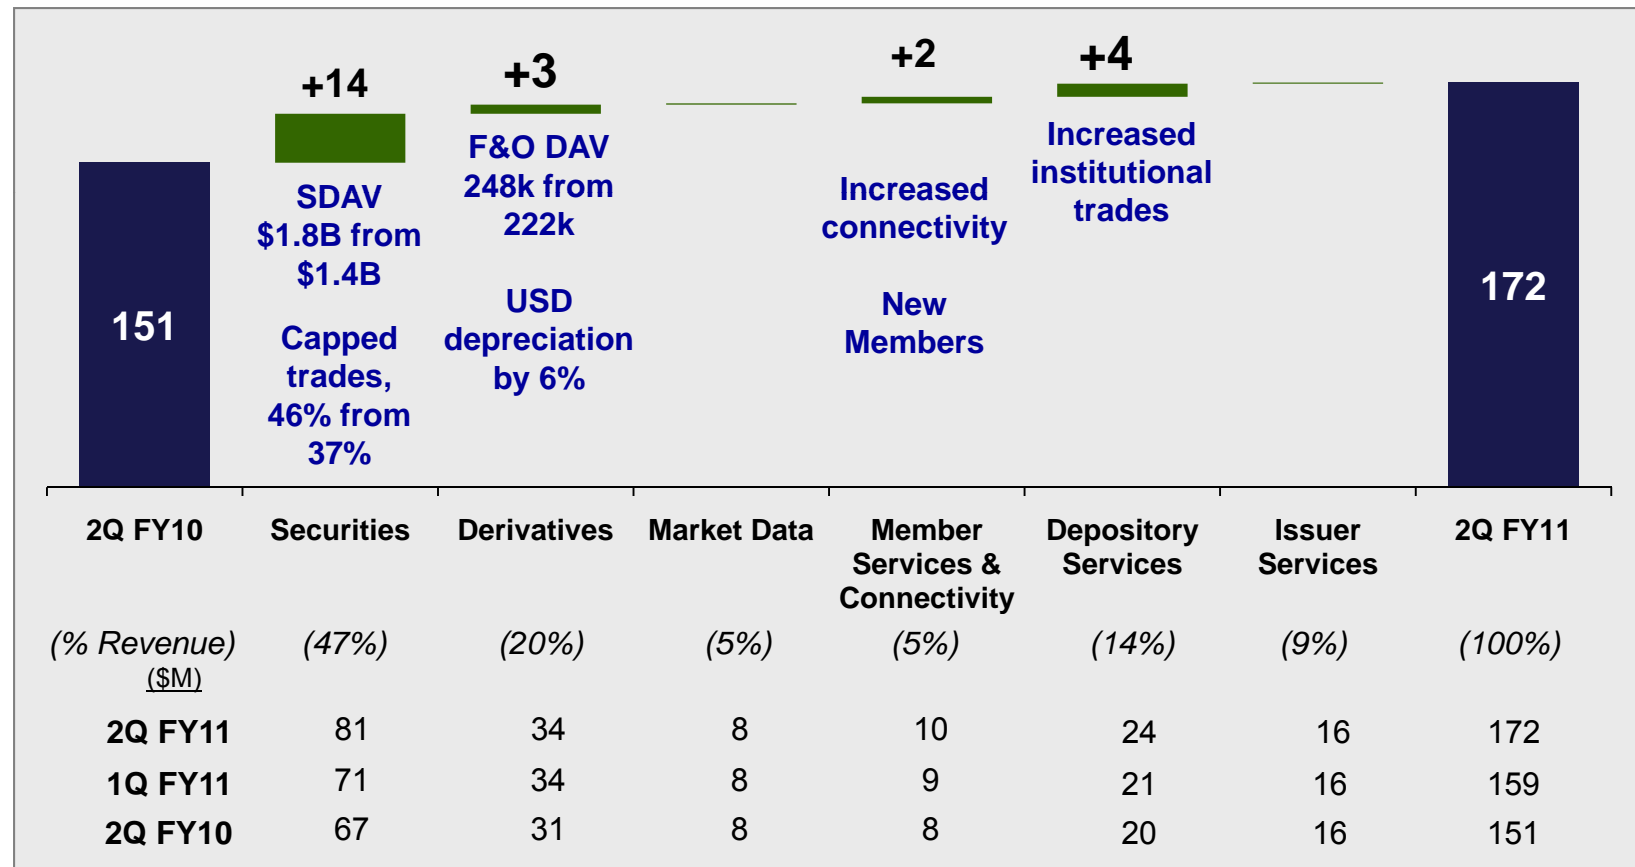 +14
+3
+2
+4
151
SDAV
$1.8B from
$1.4B
Capped
trades,
46% from
37%
F&O DAV
248k from
222k
USD
depreciation
by 6%
Increased
connectivity
New
Members
Increased
institutional
trades
172
2Q FY10
Securities
Derivatives
Market Data
Member
Services &
Connectivity
Depository
Services
Issuer
Services
2Q FY11
(% Revenue) (47%) (20%) (5%) (5%) (14%) (9%) (100%)
($M)
2Q FY11 81 34 8 10 24 16 172
1Q FY11 71 34 8 9 21 16 159
2Q FY10 67 31 8 8 20 16 151